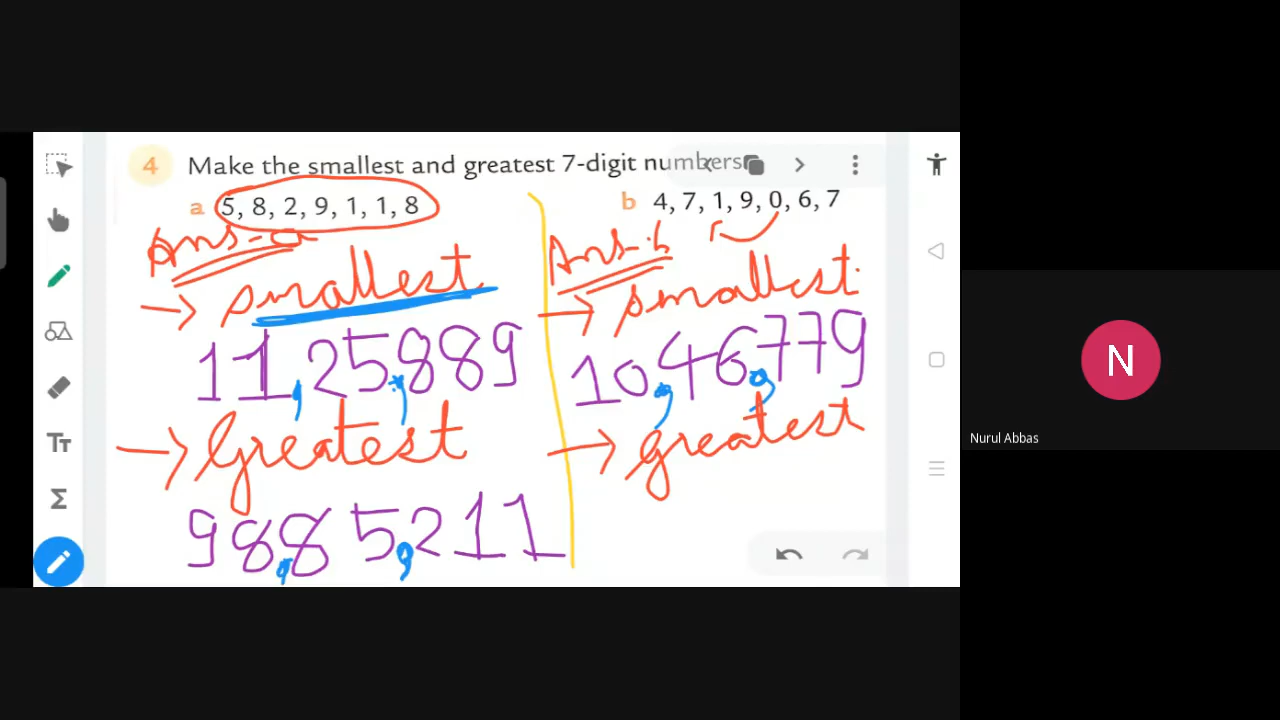 4 Make the smallest and greatest 7-digit numbers
a 5, 8, 2, 9, 1, 1, 8
Ans-a
→ smallest
11,25,889
→ Greatest
98,85,211
b 4, 7, 1, 9, 0, 6, 7
Ans-b
→ smallest
10,46,779
→ greatest
Tт
Σ
N
Nurul Abbas